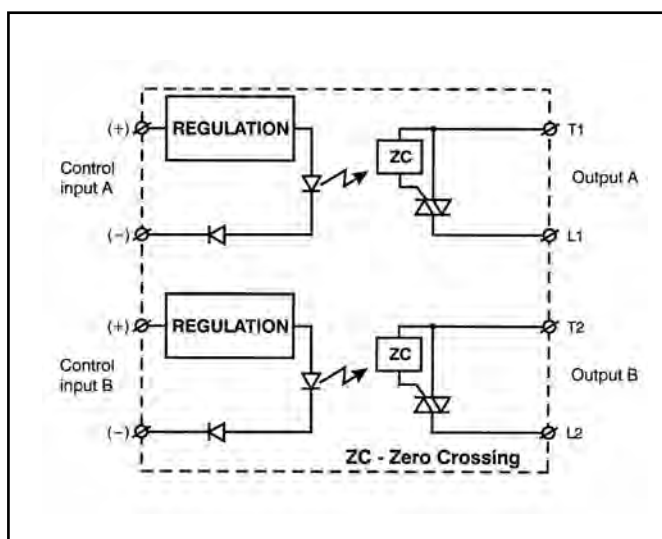 (+)
REGULATION
T1
ZC
Control
input A
Output A
(−)
L1
(+)
REGULATION
T2
ZC
Control
input B
Output B
(−)
L2
ZC - Zero Crossing